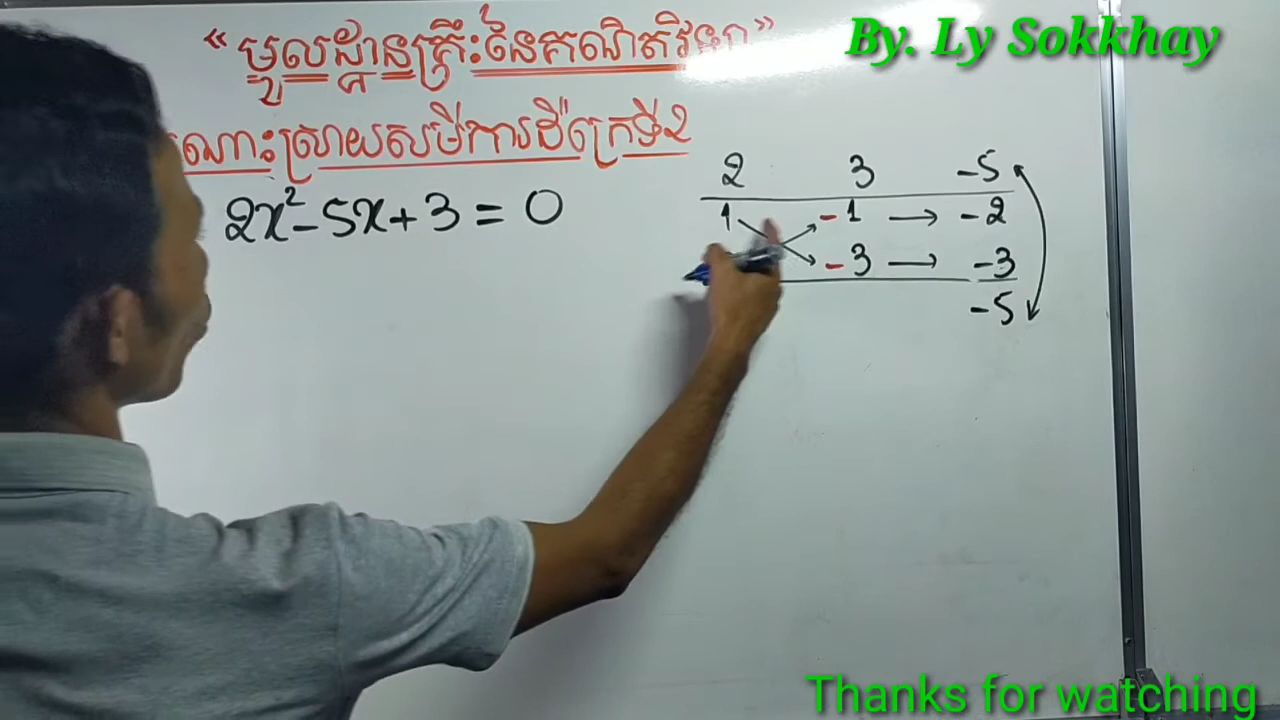 “មូលដ្ឋានគ្រឹះនៃគណិតវិទ្យា”
By. Ly Sokkhay
ដោះស្រាយសមីការដឺក្រេទី២
2x² - 5x + 3 = 0
2 3 -5
1 -1 → -2
-3 → -3
-5
Thanks for watching